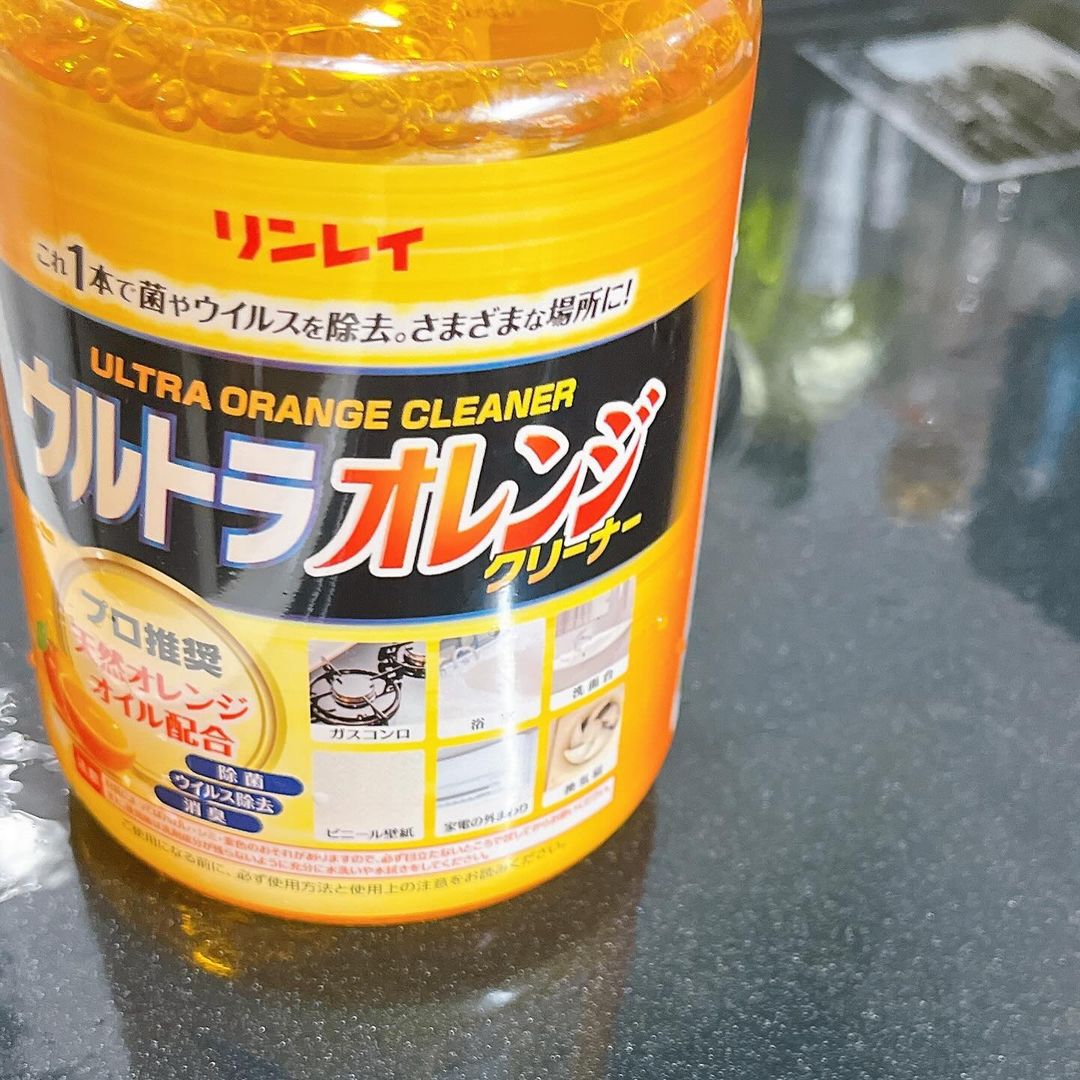 リンレイ
これ1本で菌やウイルスを除去。さまざまな場所に!
ULTRA ORANGE CLEANER
ウルトラオレンジ
クリーナー
プロ推奨
天然オレンジ
オイル配合
ガスコンロ
浴室
洗面台
ビニール壁紙
家電の外まわり
換気扇
除菌
ウイルス除去
消臭
ご使用になる前に、必ず使用方法と使用上の注意をお読みください。